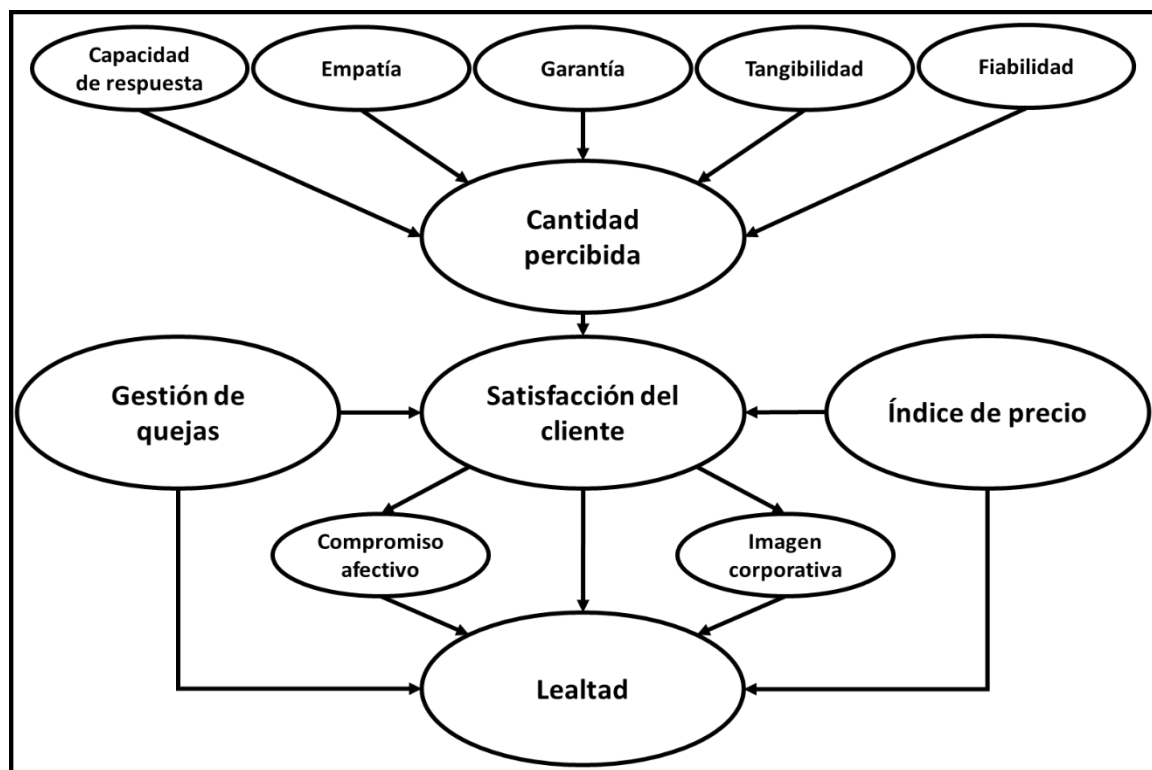 Capacidad
de respuesta
Empatía
Garantía
Tangibilidad
Fiabilidad
Cantidad
percibida
Gestión de
quejas
Satisfacción del
cliente
Índice de precio
Compromiso
afectivo
Imagen
corporativa
Lealtad